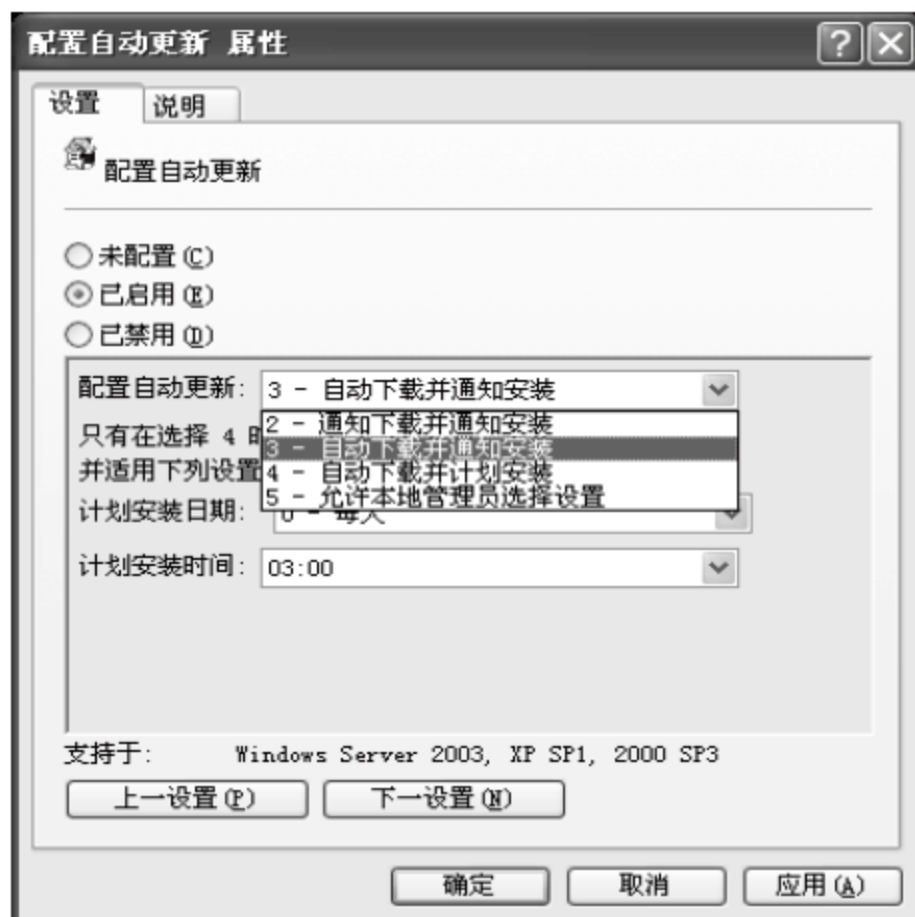 配置自动更新 属性
设置 说明
配置自动更新
未配置(C)
已启用(E)
已禁用(D)
配置自动更新: 3 - 自动下载并通知安装
2 - 通知下载并通知安装
只有在选择 4 时
3 - 自动下载并通知安装
并适用下列设置
4 - 自动下载并计划安装
5 - 允许本地管理员选择设置
计划安装日期: 0 - 每天
计划安装时间: 03:00
支持于: Windows Server 2003, XP SP1, 2000 SP3
上一设置(P) 下一设置(N)
确定 取消 应用(A)